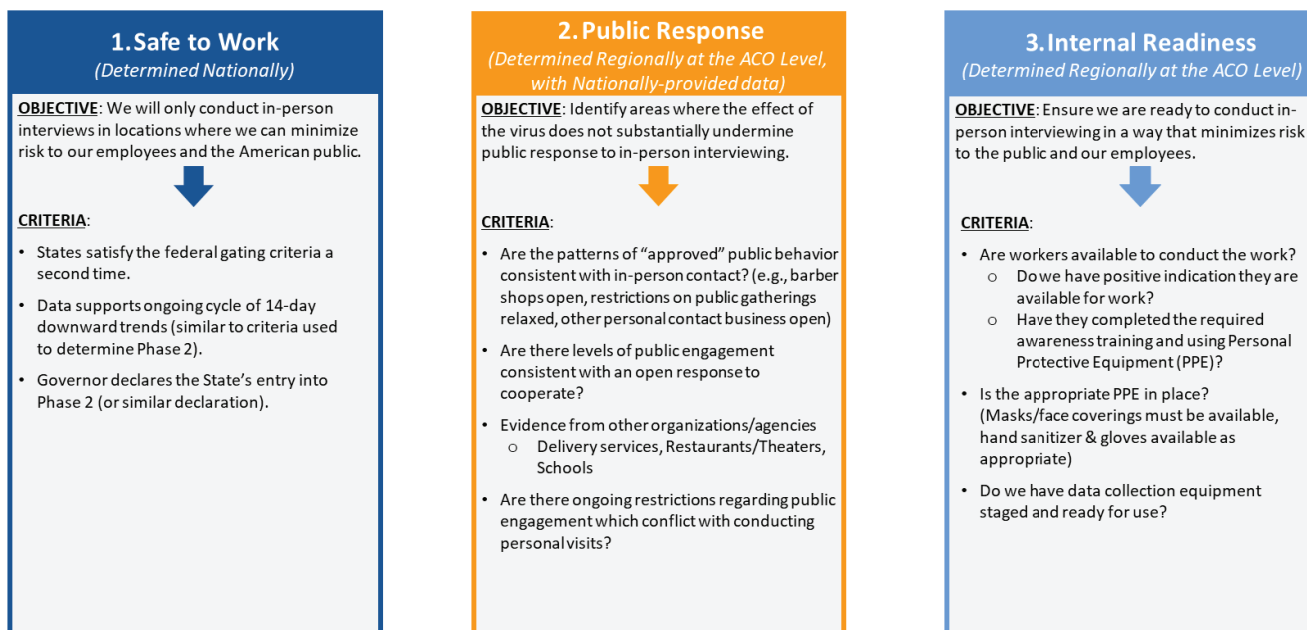 1. Safe to Work
(Determined Nationally)
OBJECTIVE: We will only conduct in-person
interviews in locations where we can minimize
risk to our employees and the American public.
CRITERIA:
• States satisfy the federal gating criteria a
second time.
• Data supports ongoing cycle of 14-day
downward trends (similar to criteria used
to determine Phase 2).
• Governor declares the State's entry into
Phase 2 (or similar declaration).
2. Public Response
(Determined Regionally at the ACO Level,
with Nationally-provided data)
OBJECTIVE: Identify areas where the effect of
the virus does not substantially undermine
public response to in-person interviewing.
CRITERIA:
• Are the patterns of "approved" public behavior
consistent with in-person contact? (e.g., barber
shops open, restrictions on public gatherings
relaxed, other personal contact business open)
• Are there levels of public engagement
consistent with an open response to
cooperate?
• Evidence from other organizations/agencies
o Delivery services, Restaurants/Theaters,
Schools
• Are there ongoing restrictions regarding public
engagement which conflict with conducting
personal visits?
3. Internal Readiness
(Determined Regionally at the ACO Level)
OBJECTIVE: Ensure we are ready to conduct in-
person interviewing in a way that minimizes risk
to the public and our employees.
CRITERIA:
• Are workers available to conduct the work?
o Do we have positive indication they are
available for work?
o Have they completed the required
awareness training and using Personal
Protective Equipment (PPE)?
• Is the appropriate PPE in place?
(Masks/face coverings must be available,
hand sanitizer & gloves available as
appropriate)
• Do we have data collection equipment
staged and ready for use?